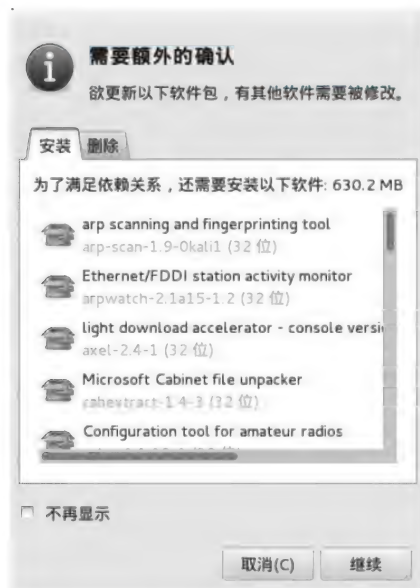 需要额外的确认
欲更新以下软件包，有其他软件需要被修改。
安装 删除
为了满足依赖关系，还需要安装以下软件: 630.2 MB
arp scanning and fingerprinting tool
arp-scan-1.9-0kali1 (32 位)
Ethernet/FDDI station activity monitor
arpwatch-2.1a15-1.2 (32 位)
light download accelerator - console versi
axel-2.4-1 (32 位)
Microsoft Cabinet file unpacker
cabextract-1.4-3 (32 位)
Configuration tool for amateur radios
不再显示
取消(C) 继续